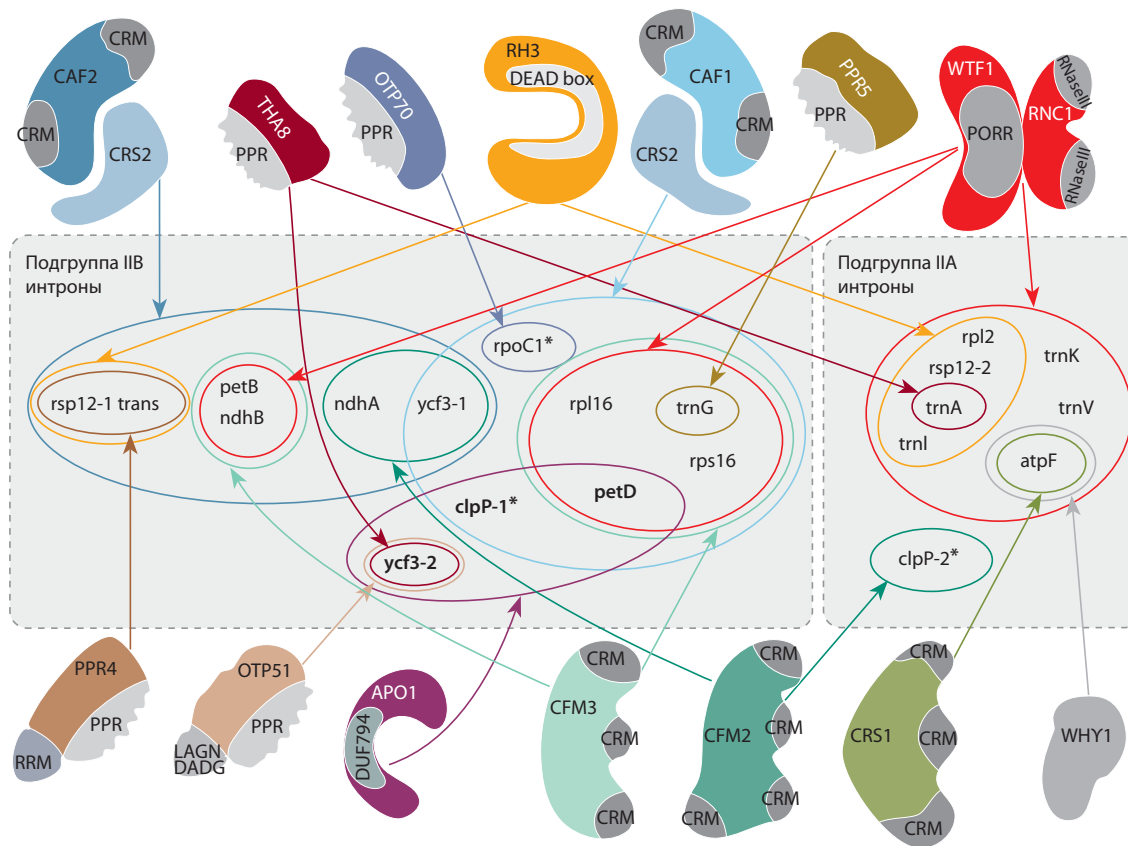 CRM
CAF2
CRM
CRS2
THA8
PPR
OTP70
PPR
RH3
DEAD box
CRM
CAF1
CRM
CRS2
PPR5
PPR
WTF1
PORR
RNC1
RNaseIII
RNaseIII
Подгруппа IIB
интроны
Подгруппа IIA
интроны
rsp12-1 trans
petB
ndhB
ndhA
ycf3-1
rpoC1*
rpl16
trnG
rps16
petD
clpP-1*
ycf3-2
rpl2
rsp12-2
trnA
trnI
trnK
trnV
atpF
clpP-2*
PPR4
PPR
RRM
OTP51
PPR
LAGN
DADG
APO1
DUF794
CRM
CFM3
CRM
CRM
CRM
CFM2
CRM
CRM
CRM
CRM
CRS1
CRM
CRM
WHY1